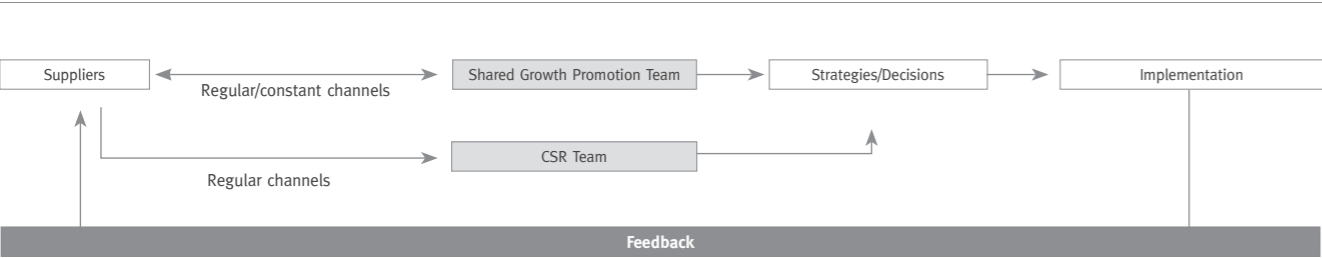 Suppliers
Regular/constant channels
Shared Growth Promotion Team
Strategies/Decisions
Implementation
CSR Team
Regular channels
Feedback